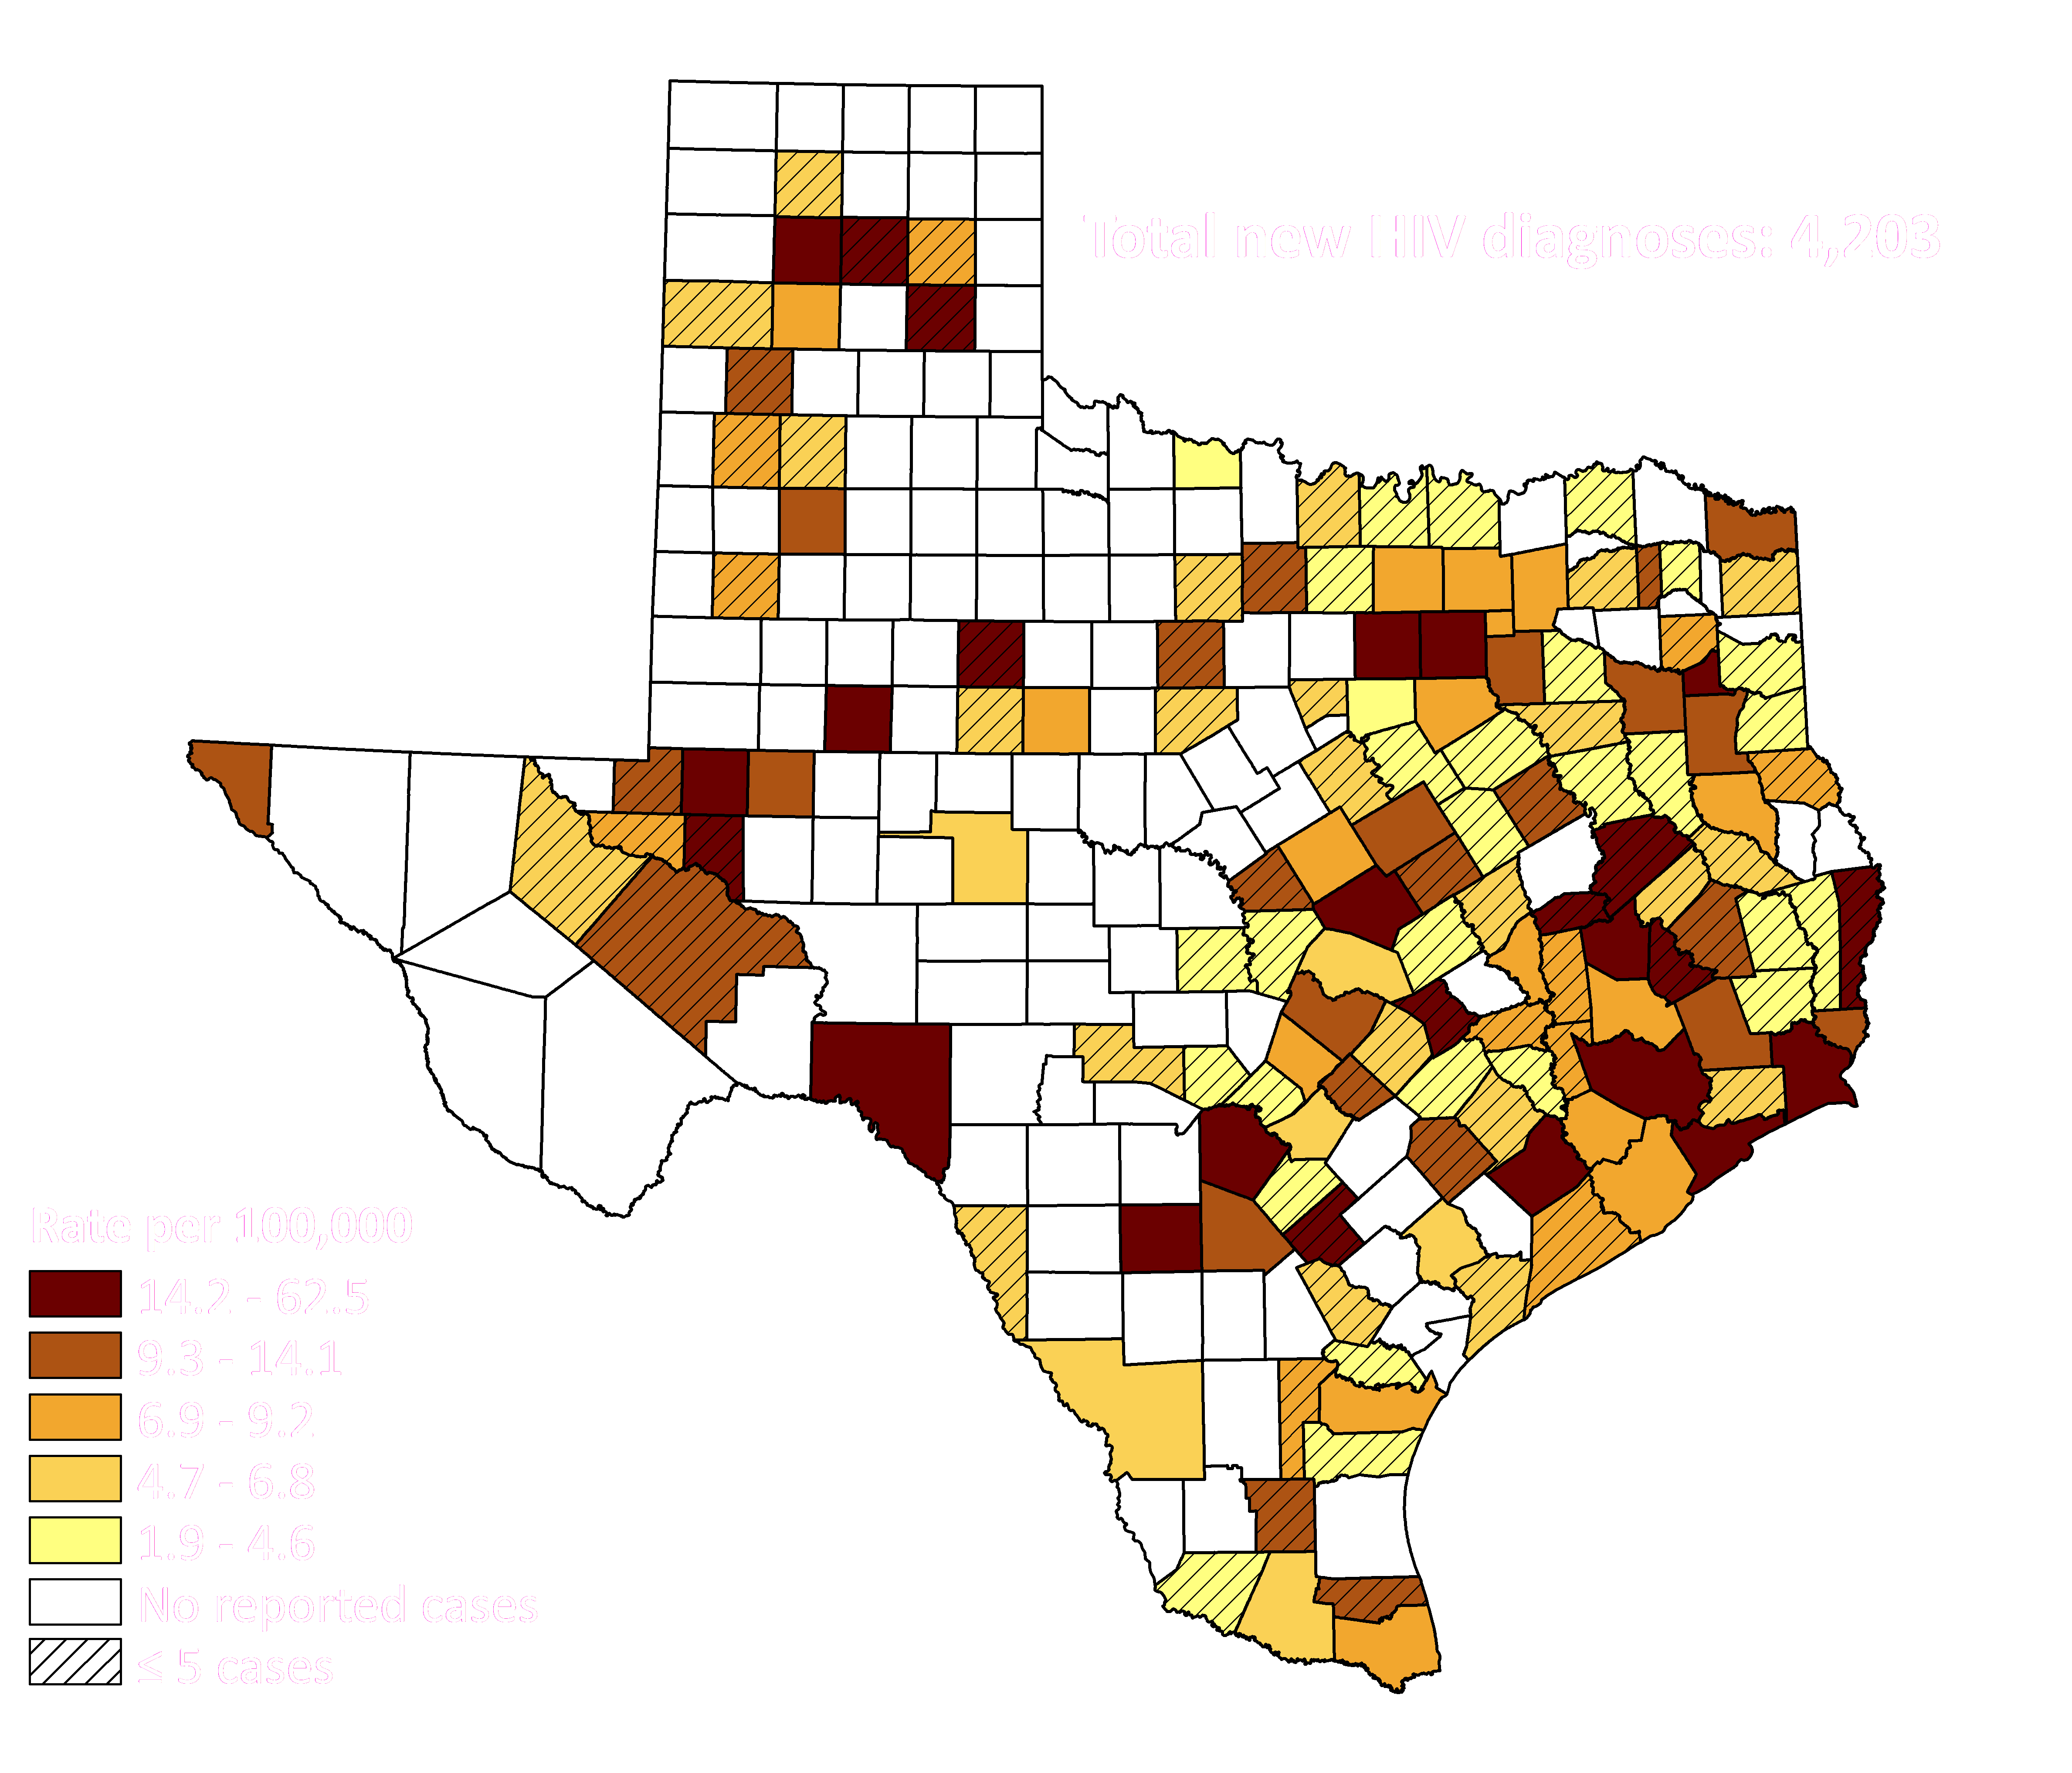 Total new HIV diagnoses: 4,203
Rate per 100,000
14.2 - 62.5
9.3 - 14.1
6.9 - 9.2
4.7 - 6.8
1.9 - 4.6
No reported cases
≤ 5 cases